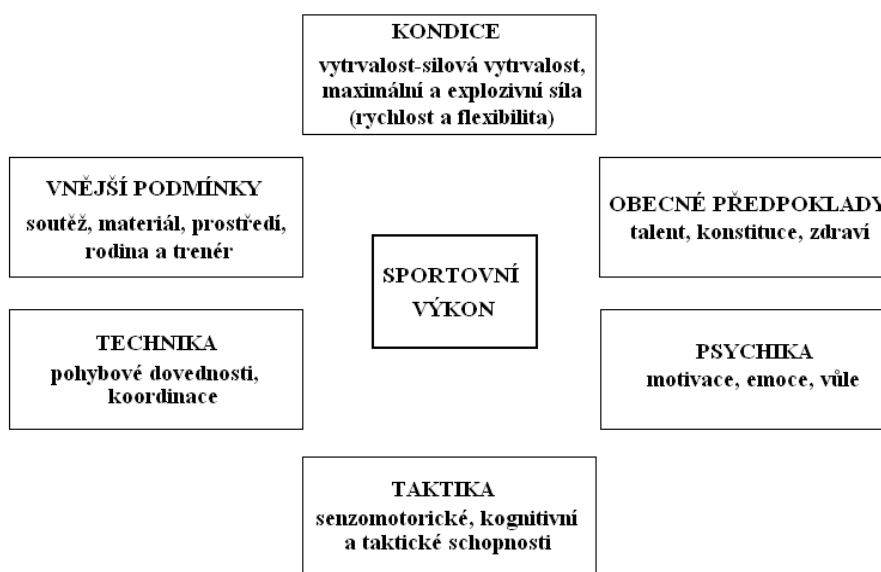 KONDICE
vytrvalost-silová vytrvalost,
maximální a explozivní síla
(rychlost a flexibilita)
VNĚJŠÍ PODMÍNKY
soutěž, materiál, prostředí,
rodina a trenér
OBECNÉ PŘEDPOKLADY
talent, konstituce, zdraví
SPORTOVNÍ
VÝKON
TECHNIKA
pohybové dovednosti,
koordinace
PSYCHIKA
motivace, emoce, vůle
TAKTIKA
senzomotorické, kognitivní
a taktické schopnosti